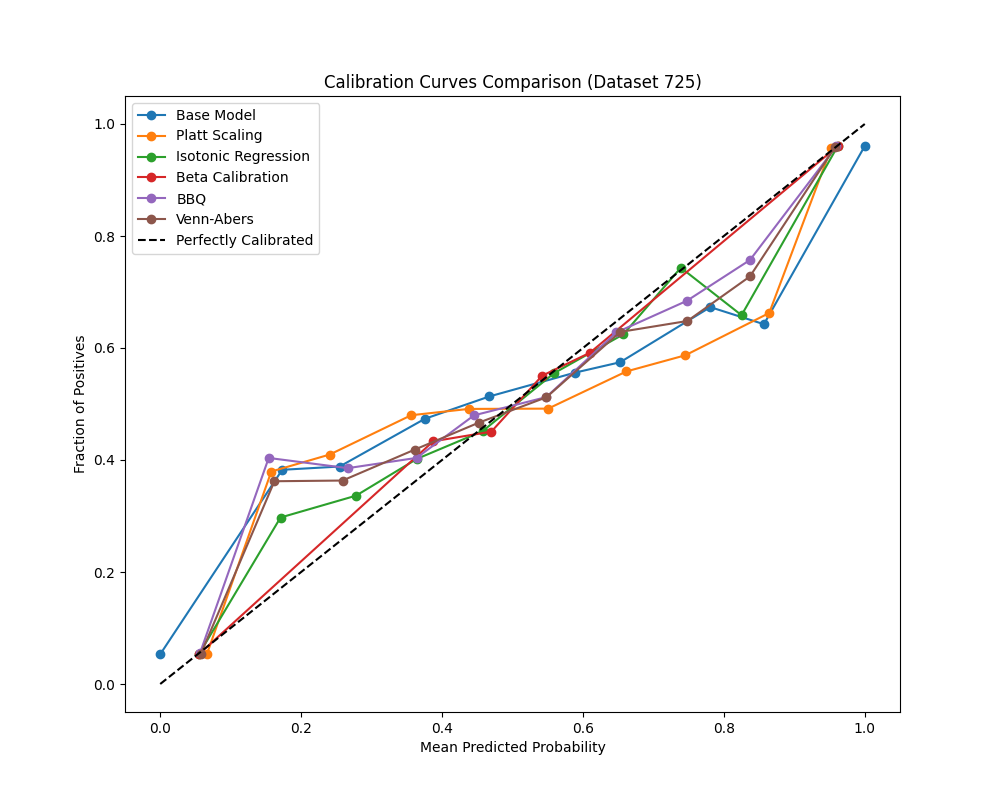 Calibration Curves Comparison (Dataset 725)
Base Model
Platt Scaling
Isotonic Regression
Beta Calibration
BBQ
Venn-Abers
Perfectly Calibrated
Fraction of Positives
1.0
0.8
0.6
0.4
0.2
0.0
0.0 0.2 0.4 0.6 0.8 1.0
Mean Predicted Probability